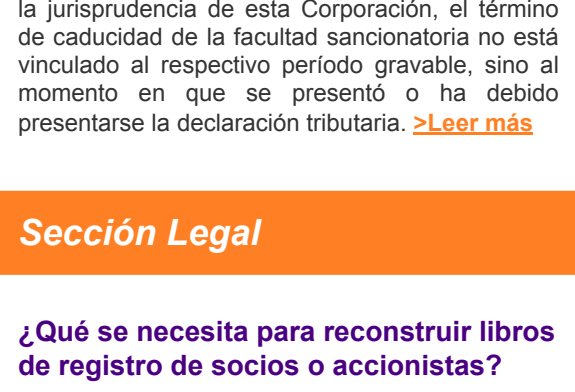 la jurisprudencia de esta Corporación, el término
de caducidad de la facultad sancionatoria no está
vinculado al respectivo período gravable, sino al
momento en que se presentó o ha debido
presentarse la declaración tributaria. >Leer más
Sección Legal
¿Qué se necesita para reconstruir libros
de registro de socios o accionistas?